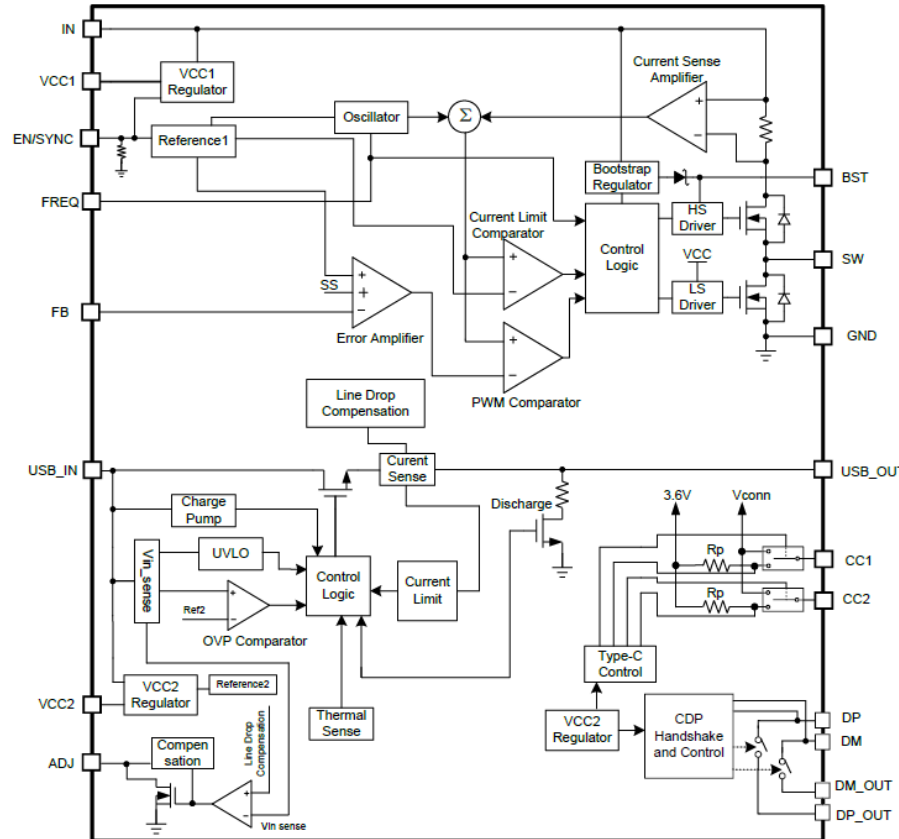 IN
VCC1
VCC1
Regulator
Current Sense
Amplifier
+
−
EN/SYNC
Reference1
Oscillator
Σ
FREQ
Bootstrap
Regulator
BST
HS
Driver
Current Limit
Comparator
+
−
Control
Logic
VCC
LS
Driver
SW
SS
+
+
−
FB
Error Amplifier
+
−
PWM Comparator
GND
Line Drop
Compensation
USB_IN
Curent
Sense
USB_OUT
Charge
Pump
Discharge
3.6V
Vconn
Vin_sense
UVLO
Control
Logic
Current
Limit
Rp
CC1
Rp
CC2
Ref2
+
−
OVP Comparator
Type-C
Control
VCC2
VCC2
Regulator
Reference2
Thermal
Sense
VCC2
Regulator
CDP
Handshake
and Control
DP
DM
ADJ
Compen
sation
Line Drop
Compensation
+
−
Vin sense
DM_OUT
DP_OUT